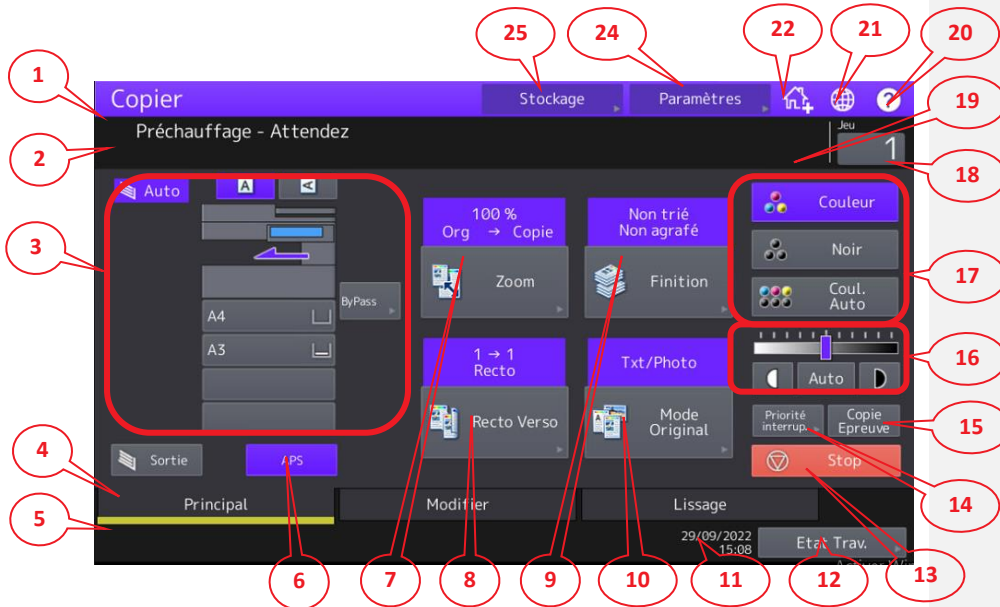 25
24
22
21
20
1
Copier
Stockage
Paramètres
?
19
Préchauffage - Attendez
Jeu
1
2
18
Auto
A
A
100 %
Org → Copie
Non trié
Non agrafé
Couleur
3
Zoom
Finition
Noir
17
ByPass
Coul.
Auto
A4
A3
1 → 1
Recto
Txt/Photo
16
Auto
Recto Verso
Mode
Original
Priorité
interrup.
Copie
Epreuve
15
4
Sortie
APS
Stop
Principal
Modifier
Lissage
14
5
29/09/2022
15:08
Etat Trav.
6
7
8
9
10
11
12
13